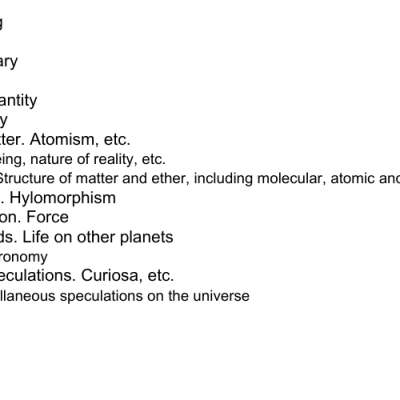 g
ary
antity
y
tter. Atomism, etc.
eing, nature of reality, etc.
Structure of matter and ether, including molecular, atomic and
. Hylomorphism
on. Force
ds. Life on other planets
ronomy
eculations. Curiosa, etc.
llaneous speculations on the universe